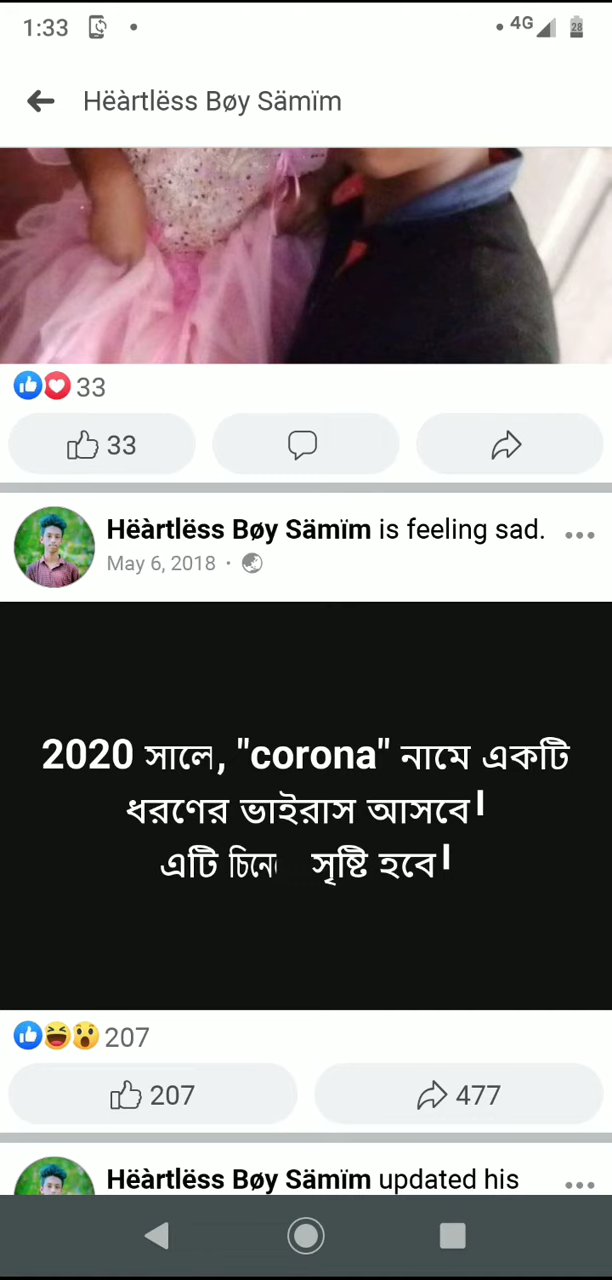 1:33
4G
28
Hëàrtlëss Bøy Sämïm
33
33
Hëàrtlëss Bøy Sämïm is feeling sad.
May 6, 2018 ·
2020 সালে, "corona" নামে একটি
ধরণের ভাইরাস আসবে।
এটি সৃষ্টি হবে।
207
207
477
Hëàrtlëss Bøy Sämïm updated his